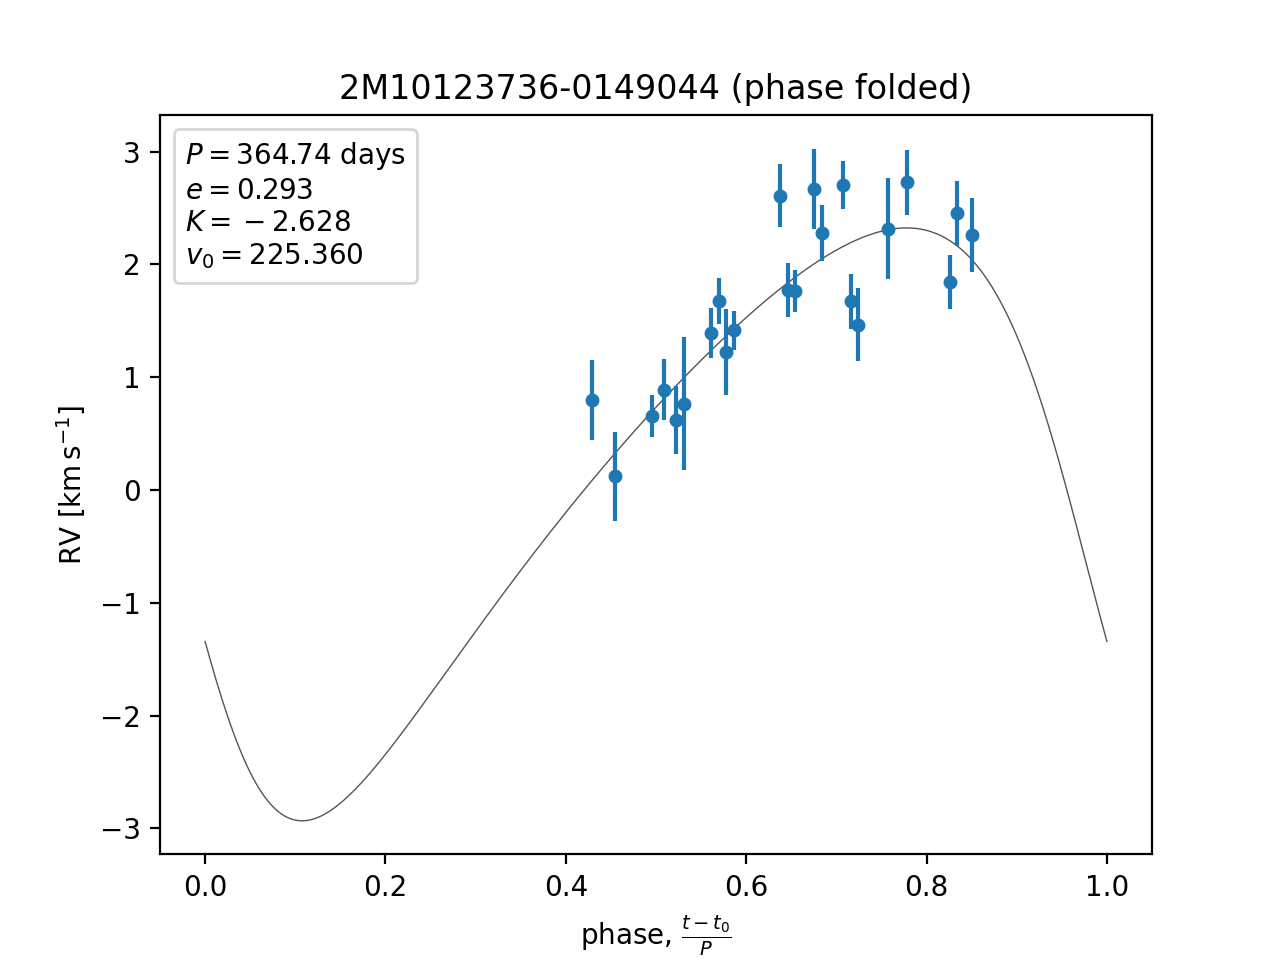 2M10123736-0149044 (phase folded)
P = 364.74 days
e = 0.293
K = −2.628
v₀ = 225.360
RV [km s⁻¹]
3
2
1
0
−1
−2
−3
0.0 0.2 0.4 0.6 0.8 1.0
phase, (t − t₀)/P